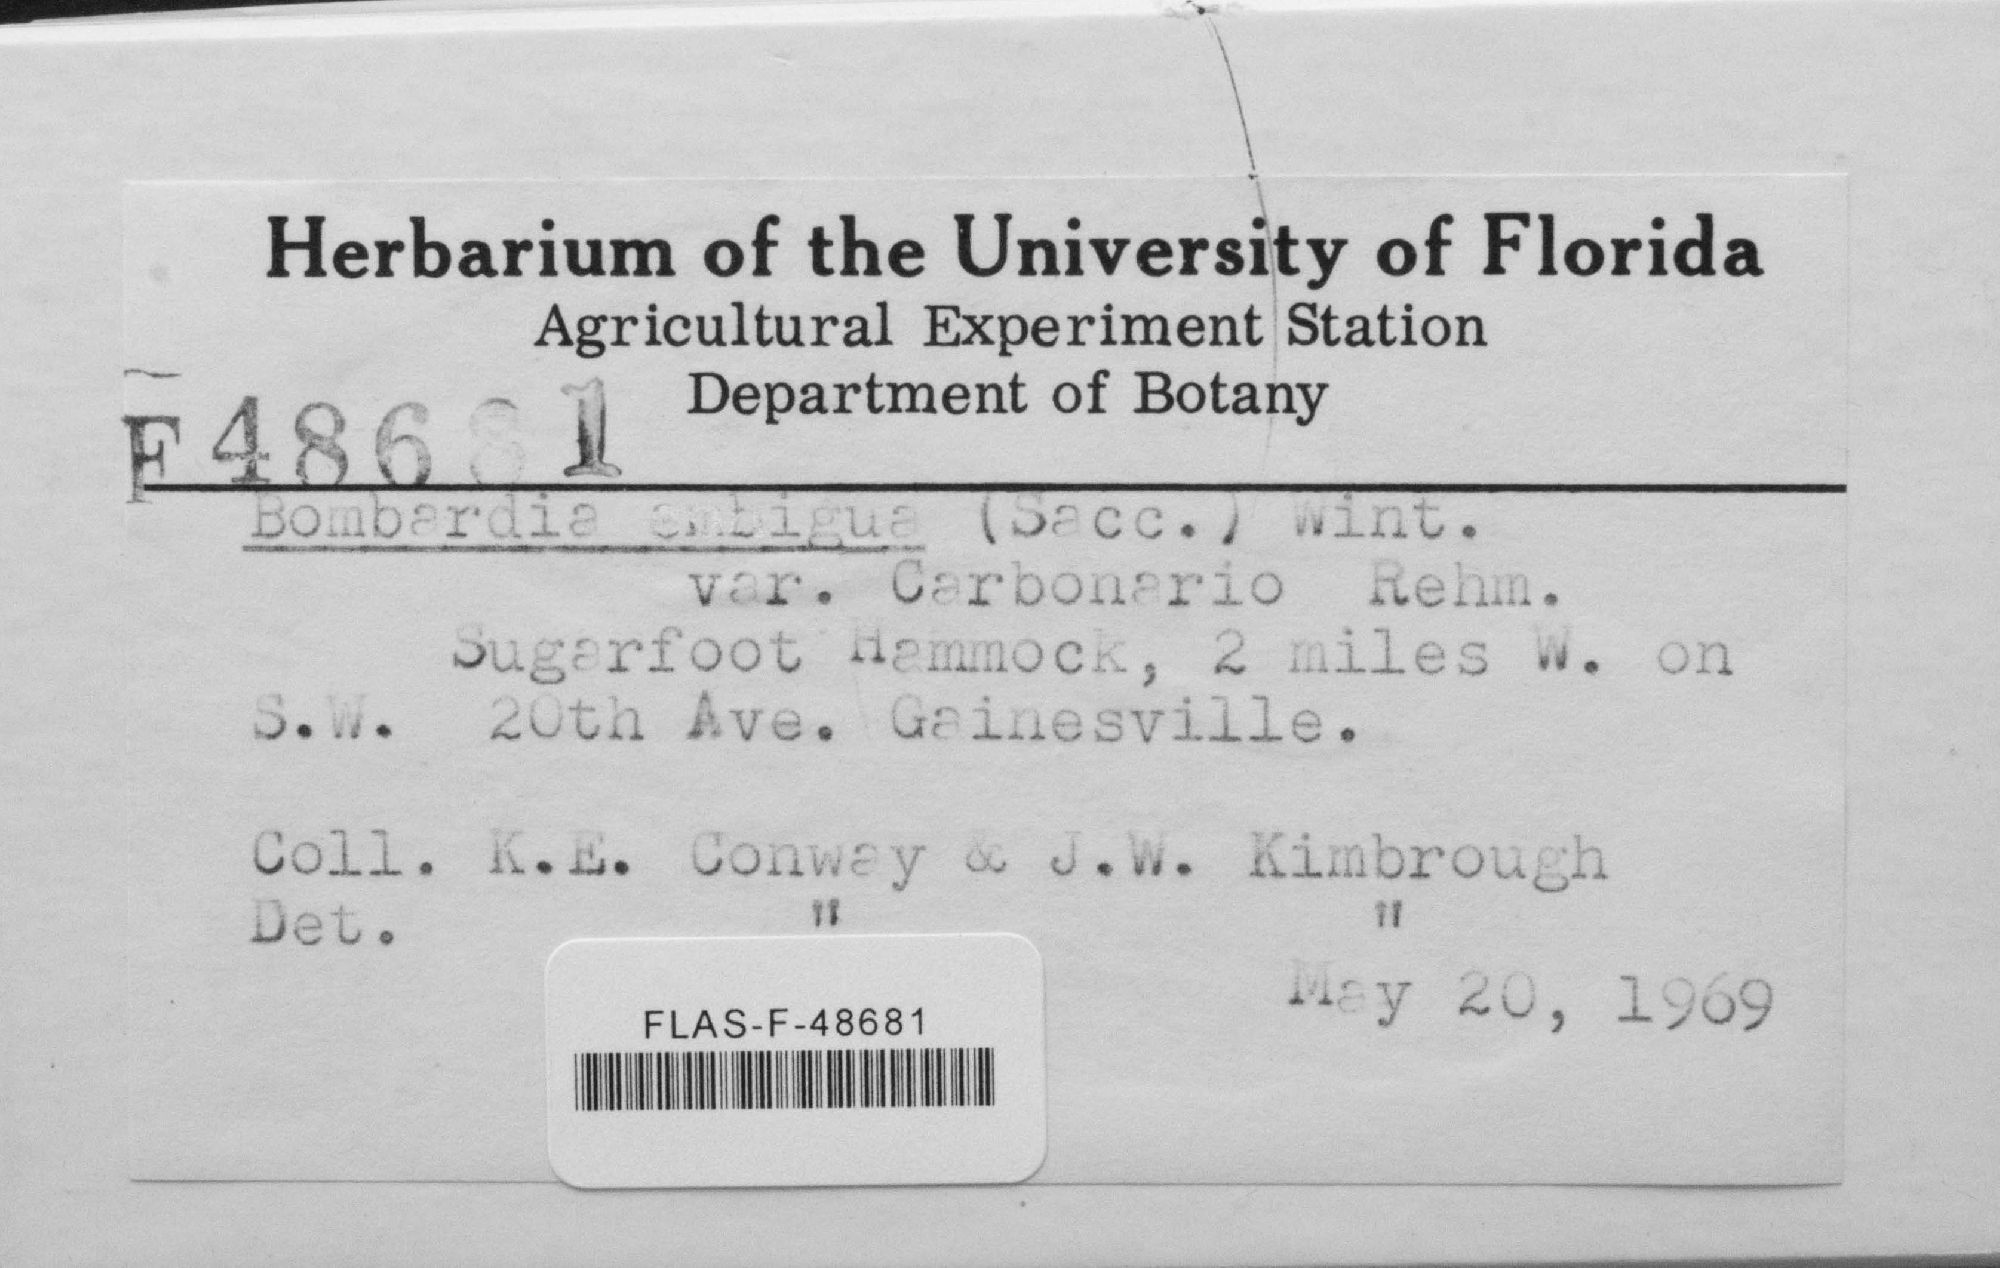 Herbarium of the University of Florida
Agricultural Experiment Station
Department of Botany
F48681
Bombardia ambigua (Sacc.) Wint.
var. Carbonario Rehm.
Sugarfoot Hammock, 2 miles W. on
S.W. 20th Ave. Gainesville.
Coll. K.E. Conway & J.W. Kimbrough
Det. " "
May 20, 1969
FLAS-F-48681